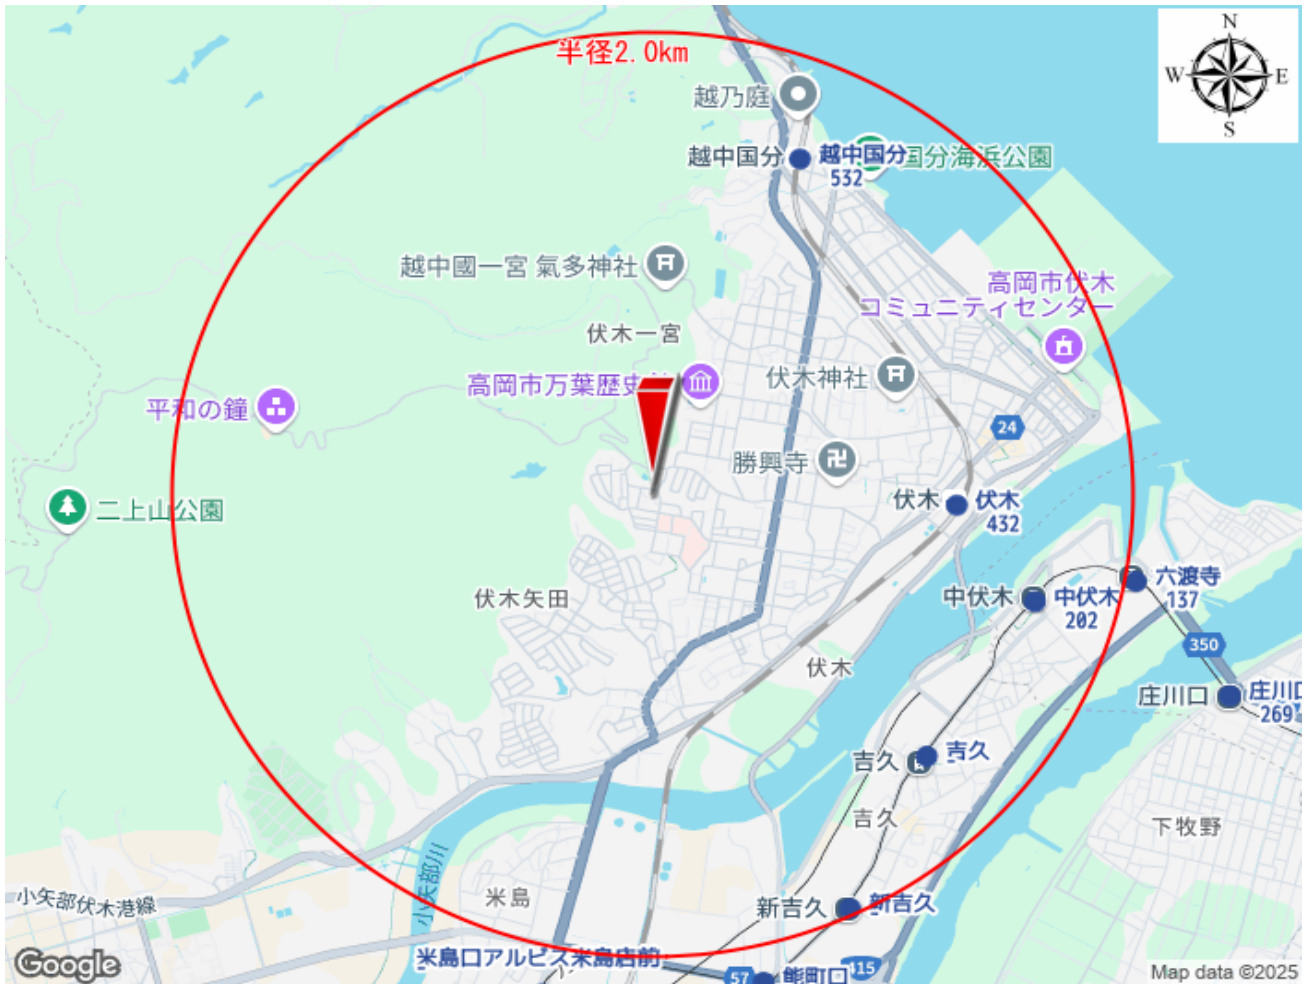 N
W
E
S
半径2.0km
越乃庭
越中国分
越中国分
532
国分海浜公園
越中國一宮 氣多神社
高岡市伏木
コミュニティセンター
伏木一宮
高岡市万葉歴史
伏木神社
平和の鐘
24
勝興寺
二上山公園
伏木
伏木
432
六渡寺
137
中伏木
中伏木
202
伏木矢田
350
伏木
庄川口
庄川口
269
吉久
吉久
-
吉久
下牧野
小矢部川
米島
小矢部伏木港線
新吉久
新吉久
-
米島口アルビス米島店前
-
57
能町口
415
Google
Map data ©2025